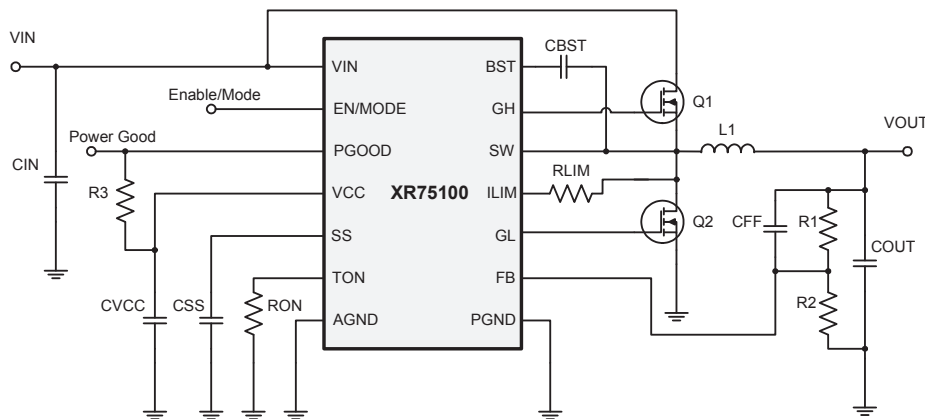 VIN
CBST
VIN
BST
Enable/Mode
EN/MODE
GH
Q1
VOUT
Power Good
L1
PGOOD
SW
CIN
RLIM
R3
VCC
XR75100
ILIM
Q2
CFF
R1
SS
GL
COUT
TON
FB
CVCC
CSS
RON
R2
AGND
PGND